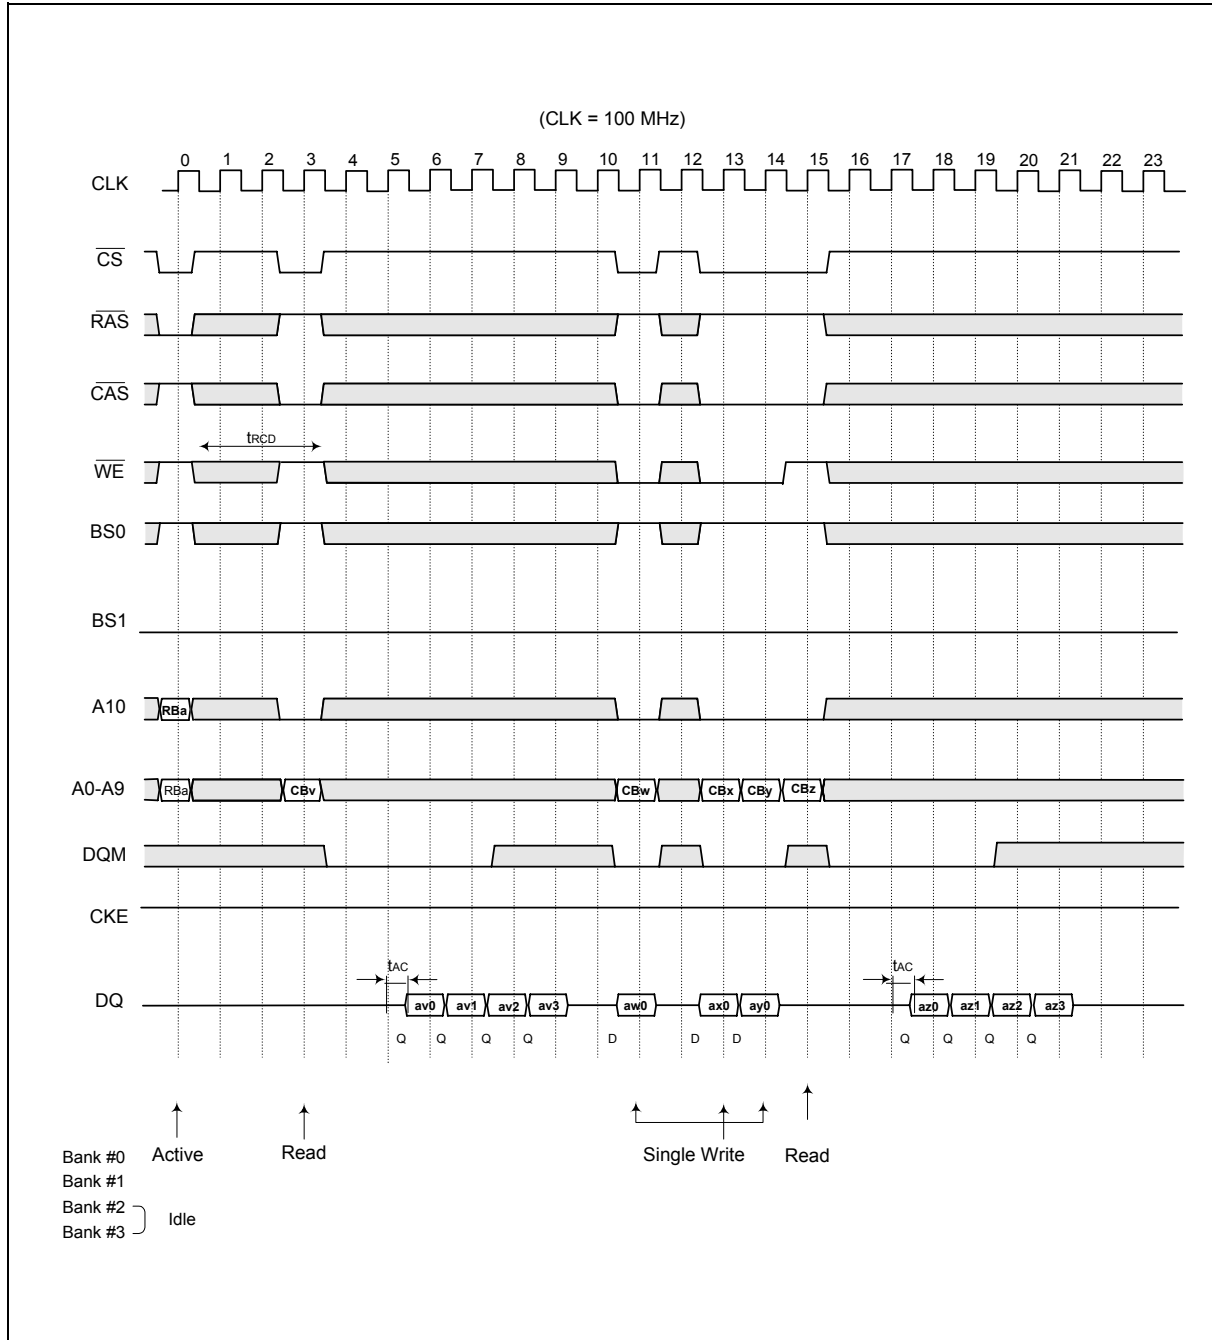 (CLK = 100 MHz)
0 1 2 3 4 5 6 7 8 9 10 11 12 13 14 15 16 17 18 19 20 21 22 23
CLK
CS
RAS
CAS
tRCD
WE
BS0
BS1
A10 RBa
A0-A9 RBa CBv CBw CBx CBy CBz
DQM
CKE
tAC tAC
DQ av0 av1 av2 av3 aw0 ax0 ay0 az0 az1 az2 az3
Q Q Q Q D D D Q Q Q Q
Bank #0 Active Read Single Write Read
Bank #1
Bank #2
Idle
Bank #3